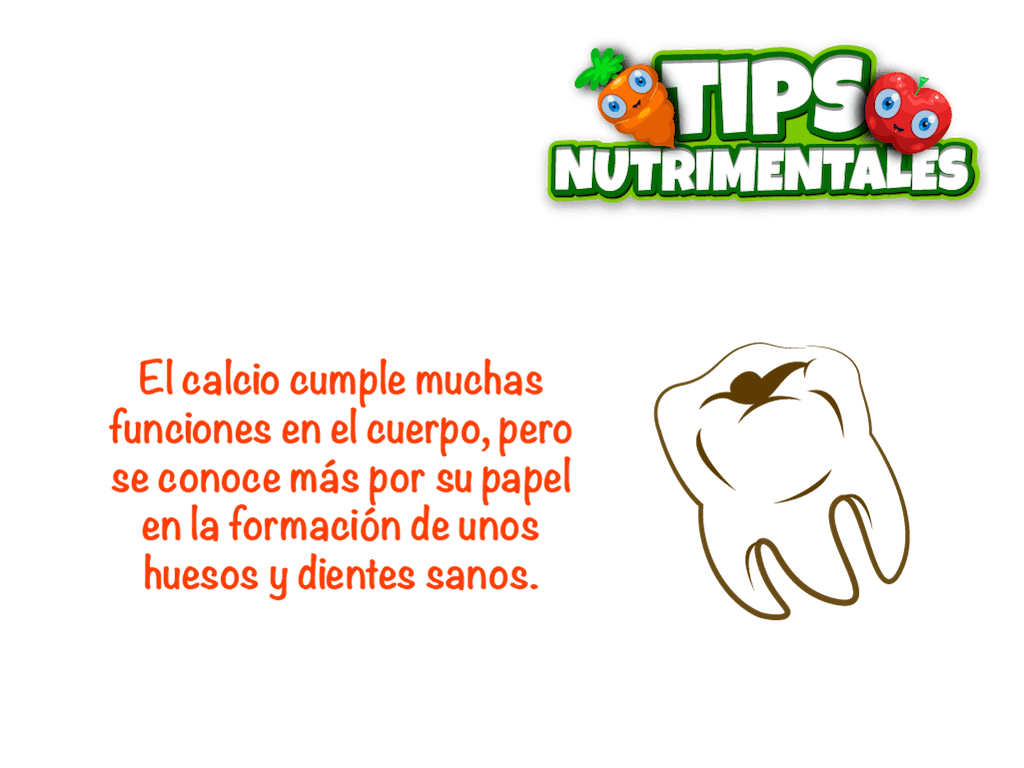 TIPS
NUTRIMENTALES
El calcio cumple muchas
funciones en el cuerpo, pero
se conoce más por su papel
en la formación de unos
huesos y dientes sanos.